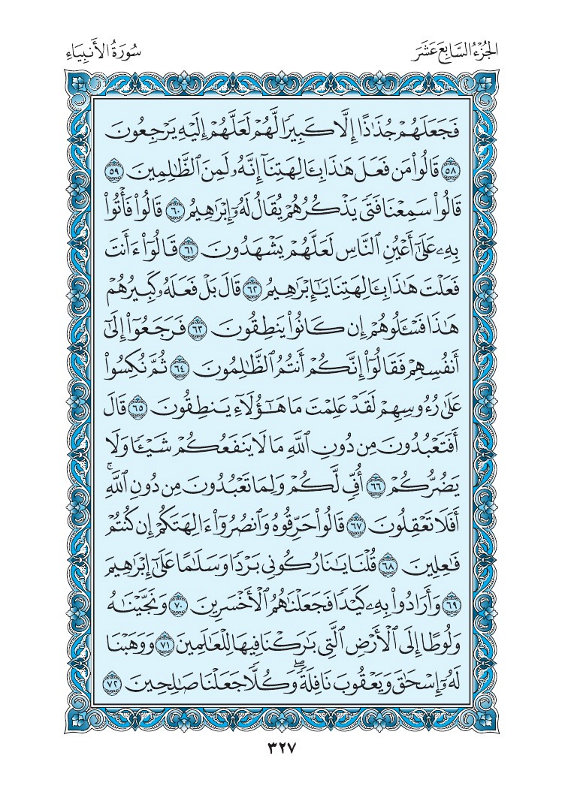 الجُزْءُ السَّابِعَ عَشَرَ
سُورَةُ الأَنبِيَاءِ
فَجَعَلَهُمْ جُذَٰذًا إِلَّا كَبِيرًا لَّهُمْ لَعَلَّهُمْ إِلَيْهِ يَرْجِعُونَ
٥٨ قَالُوا۟ مَن فَعَلَ هَٰذَا بِـَٔالِهَتِنَآ إِنَّهُۥ لَمِنَ ٱلظَّٰلِمِينَ ٥٩
قَالُوا۟ سَمِعْنَا فَتًى يَذْكُرُهُمْ يُقَالُ لَهُۥٓ إِبْرَٰهِيمُ ٦٠ قَالُوا۟ فَأْتُوا۟
بِهِۦ عَلَىٰٓ أَعْيُنِ ٱلنَّاسِ لَعَلَّهُمْ يَشْهَدُونَ ٦١ قَالُوٓا۟ ءَأَنتَ
فَعَلْتَ هَٰذَا بِـَٔالِهَتِنَا يَٰٓإِبْرَٰهِيمُ ٦٢ قَالَ بَلْ فَعَلَهُۥ كَبِيرُهُمْ
هَٰذَا فَسْـَٔلُوهُمْ إِن كَانُوا۟ يَنطِقُونَ ٦٣ فَرَجَعُوٓا۟ إِلَىٰٓ
أَنفُسِهِمْ فَقَالُوٓا۟ إِنَّكُمْ أَنتُمُ ٱلظَّٰلِمُونَ ٦٤ ثُمَّ نُكِسُوا۟
عَلَىٰ رُءُوسِهِمْ لَقَدْ عَلِمْتَ مَا هَٰٓؤُلَآءِ يَنطِقُونَ ٦٥ قَالَ
أَفَتَعْبُدُونَ مِن دُونِ ٱللَّهِ مَا لَا يَنفَعُكُمْ شَيْـًٔا وَلَا
يَضُرُّكُمْ ٦٦ أُفٍّ لَّكُمْ وَلِمَا تَعْبُدُونَ مِن دُونِ ٱللَّهِ ۖ
أَفَلَا تَعْقِلُونَ ٦٧ قَالُوا۟ حَرِّقُوهُ وَٱنصُرُوٓا۟ ءَالِهَتَكُمْ إِن كُنتُمْ
فَٰعِلِينَ ٦٨ قُلْنَا يَٰنَارُ كُونِى بَرْدًا وَسَلَٰمًا عَلَىٰٓ إِبْرَٰهِيمَ
٦٩ وَأَرَادُوا۟ بِهِۦ كَيْدًا فَجَعَلْنَٰهُمُ ٱلْأَخْسَرِينَ ٧٠ وَنَجَّيْنَٰهُ
وَلُوطًا إِلَى ٱلْأَرْضِ ٱلَّتِى بَٰرَكْنَا فِيهَا لِلْعَٰلَمِينَ ٧١ وَوَهَبْنَا
لَهُۥٓ إِسْحَٰقَ وَيَعْقُوبَ نَافِلَةً ۖ وَكُلًّا جَعَلْنَا صَٰلِحِينَ ٧٢
٣٢٧